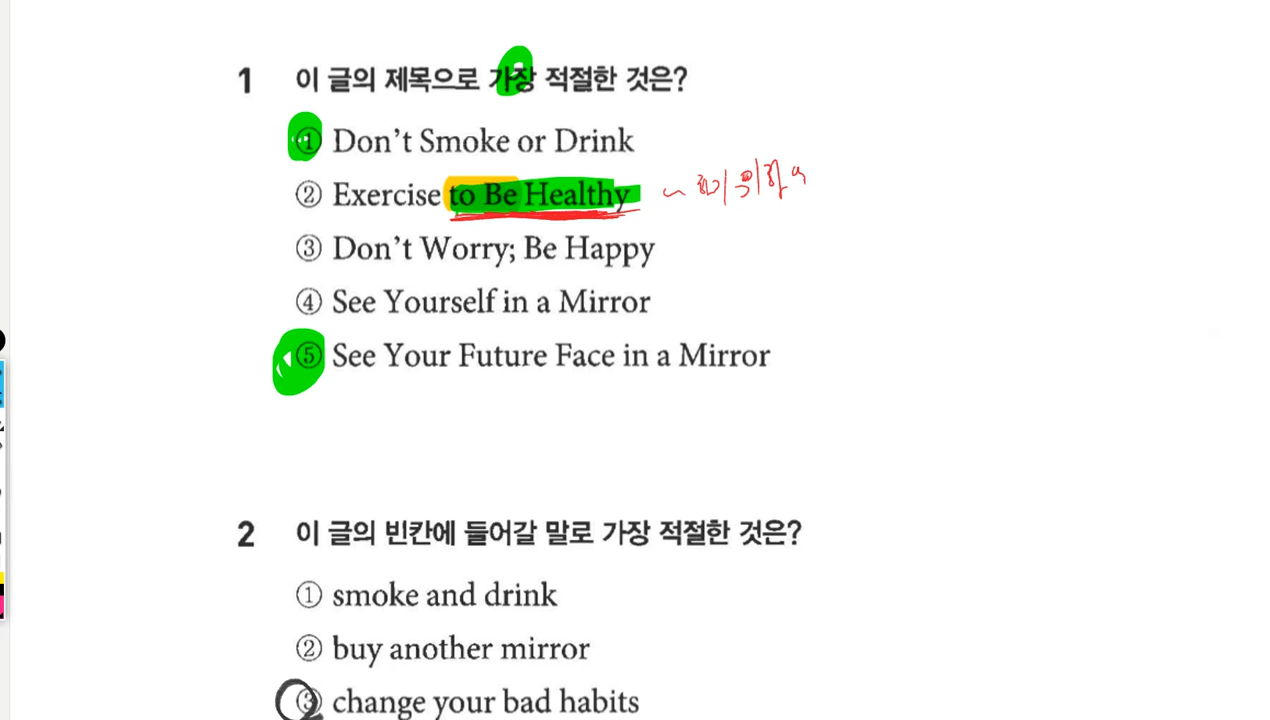 1 이 글의 제목으로 가장 적절한 것은?
① Don't Smoke or Drink
② Exercise to Be Healthy
③ Don't Worry; Be Happy
④ See Yourself in a Mirror
⑤ See Your Future Face in a Mirror
2 이 글의 빈칸에 들어갈 말로 가장 적절한 것은?
① smoke and drink
② buy another mirror
③ change your bad habits